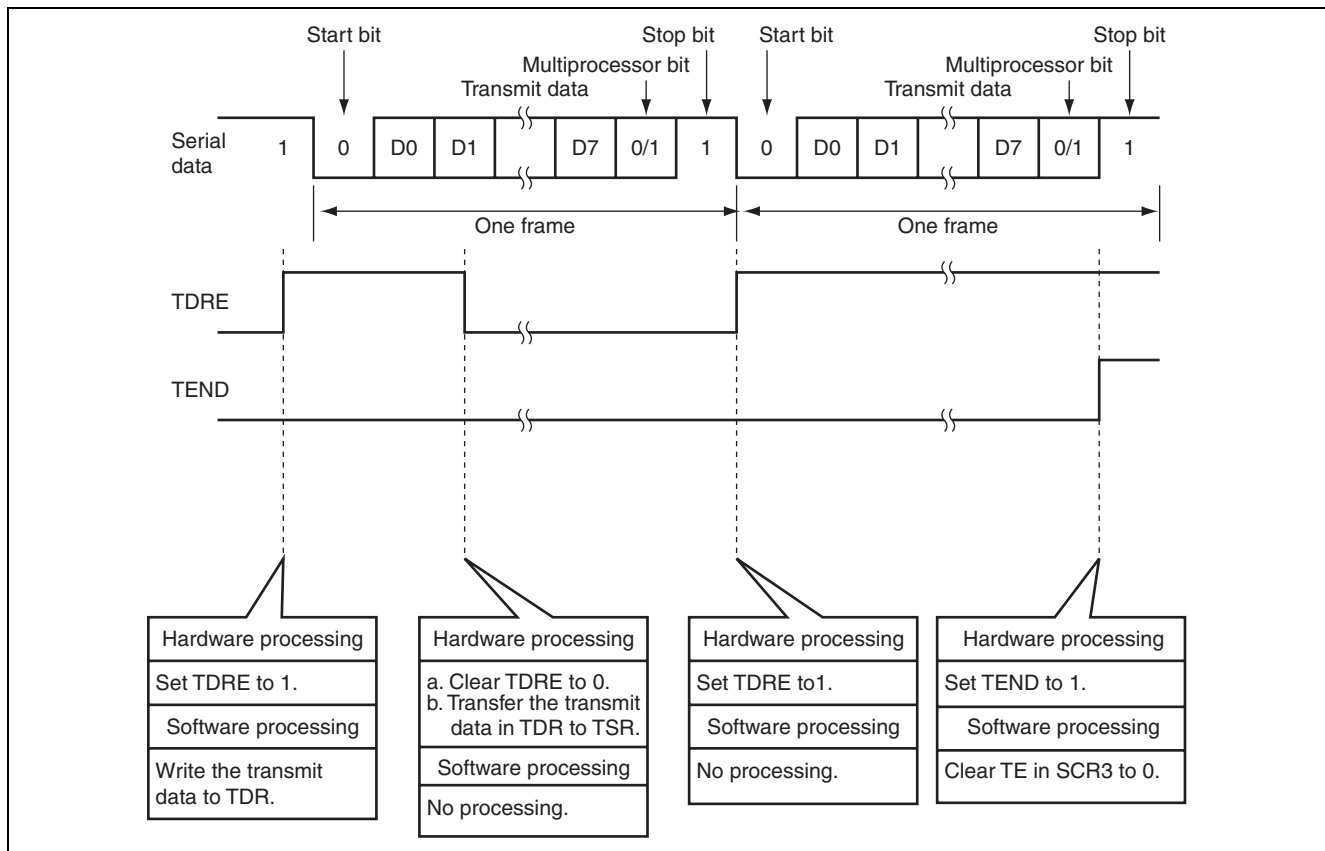 Start bit
Stop bit
Start bit
Stop bit
Multiprocessor bit
Multiprocessor bit
Transmit data
Transmit data
Serial
data
1 0 D0 D1 D7 0/1 1 0 D0 D1 D7 0/1 1
One frame
One frame
TDRE
TEND
Hardware processing
Set TDRE to 1.
Software processing
Write the transmit
data to TDR.
Hardware processing
a. Clear TDRE to 0.
b. Transfer the transmit
data in TDR to TSR.
Software processing
No processing.
Hardware processing
Set TDRE to1.
Software processing
No processing.
Hardware processing
Set TEND to 1.
Software processing
Clear TE in SCR3 to 0.